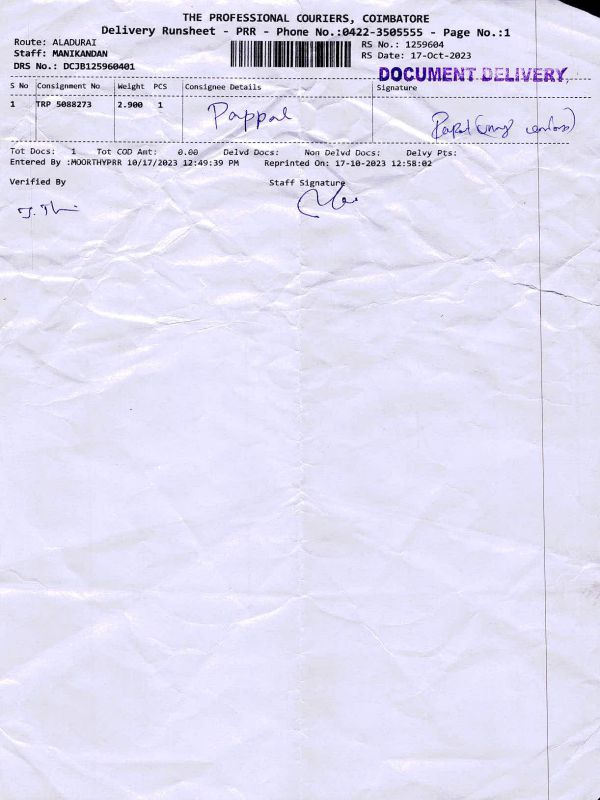 THE PROFESSIONAL COURIERS, COIMBATORE
Delivery Runsheet - PRR - Phone No.:0422-3505555 - Page No.:1
Route: ALADURAI
RS No.: 1259604
Staff: MANIKANDAN
RS Date: 17-Oct-2023
DRS No.: DCJB125960401
DOCUMENT DELIVERY
S No Consignment No Weight PCS Consignee Details Signature
1 TRP 5088273 2.900 1 Pappal
Tot Docs: 1 Tot COD Amt: 0.00 Delvd Docs: Non Delvd Docs: Delvy Pts:
Entered By :MOORTHYPRR 10/17/2023 12:49:39 PM Reprinted On: 17-10-2023 12:58:02
Verified By Staff Signature